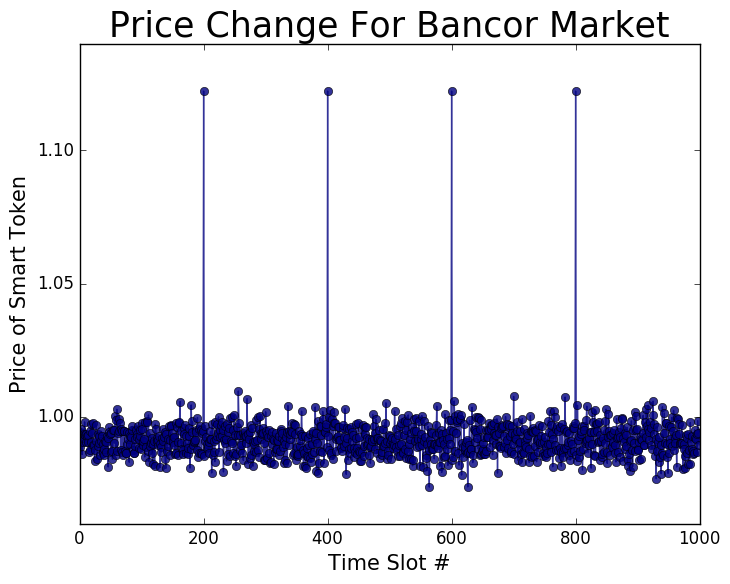 Price Change For Bancor Market
Price of Smart Token
1.10
1.05
1.00
0 200 400 600 800 1000
Time Slot #